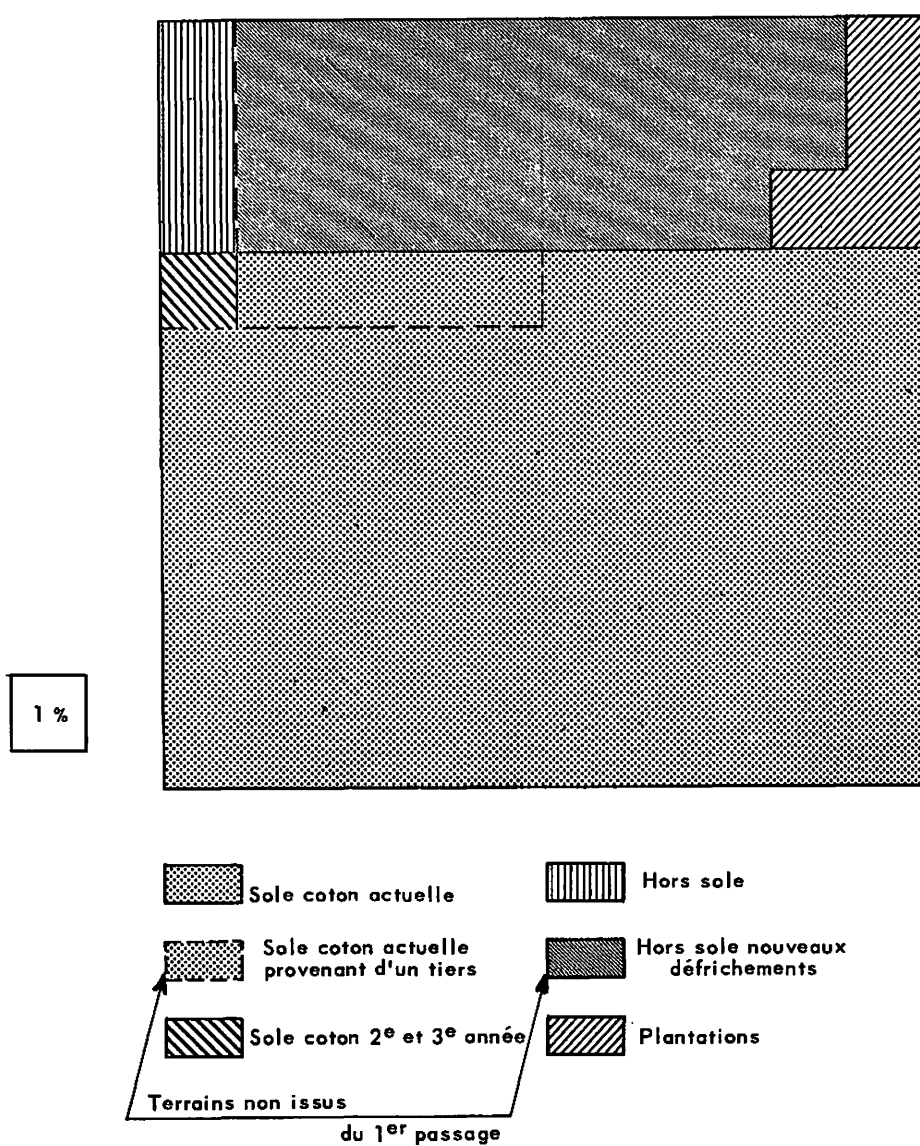 1 %
Sole coton actuelle
Hors sole
Sole coton actuelle
provenant d'un tiers
Hors sole nouveaux
défrichements
Sole coton 2e et 3e année
Plantations
Terrains non issus
du 1er passage